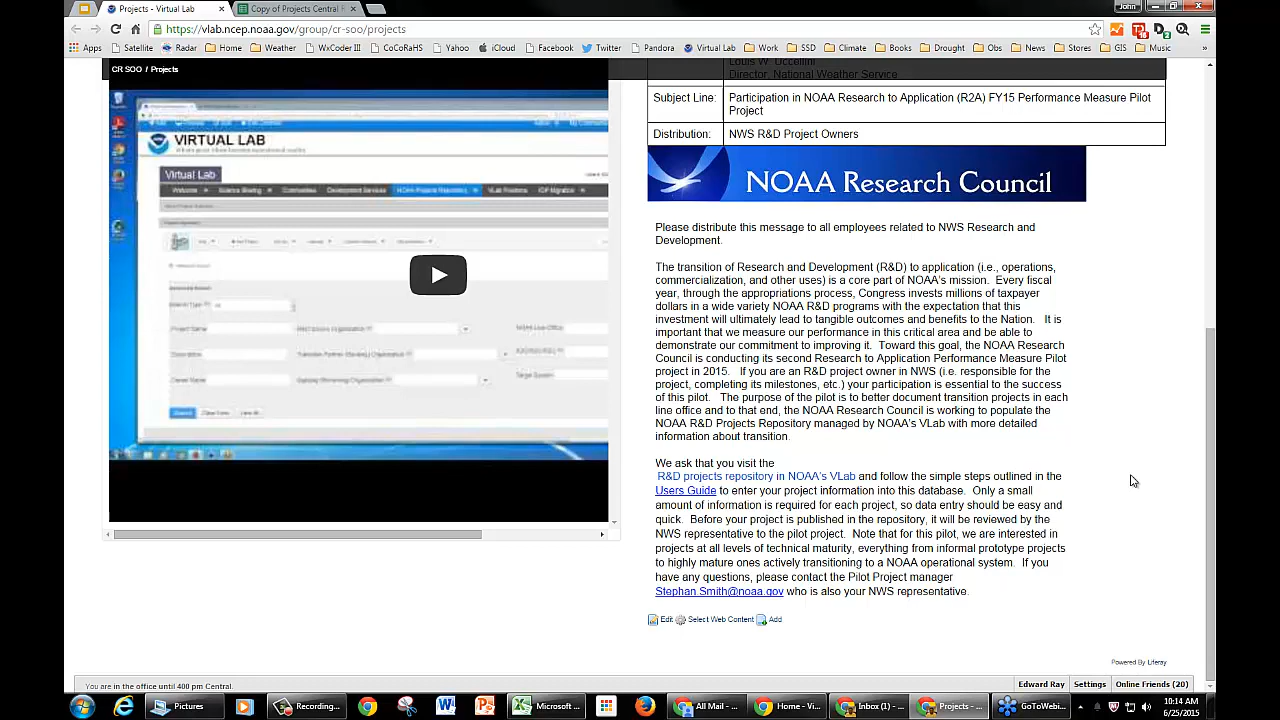 John
Projects - Virtual Lab
Copy of Projects Central R
https://vlab.ncep.noaa.gov/group/cr-soo/projects
Apps Satellite Radar Home Weather WxCoder III CoCoRaHS Yahoo iCloud Facebook Twitter Pandora Virtual Lab Work SSD Climate Books Drought Obs News Stores GIS Music »
CR SOO / Projects
VIRTUAL LAB
Virtual Lab
Welcome Science Sharing Communities Development Services NOAA Projects Repository
Project Name
Owner Name
Louis W. Uccellini
Director, National Weather Service
Subject Line: Participation in NOAA Research to Application (R2A) FY15 Performance Measure Pilot
Project
Distribution: NWS R&D Project Owners
NOAA Research Council
Please distribute this message to all employees related to NWS Research and
Development.
The transition of Research and Development (R&D) to application (i.e., operations,
commercialization, and other uses) is a core part of NOAA's mission. Every fiscal
year, through the appropriations process, Congress invests millions of taxpayer
dollars in a wide variety NOAA R&D programs with the expectation that this
investment will ultimately lead to tangible outcomes and benefits to the Nation. It is
important that we measure our performance in this critical area and be able to
demonstrate our commitment to improving it. Toward this goal, the NOAA Research
Council is conducting its second Research to Application Performance Measure Pilot
project in 2015. If you are an R&D project owner in NWS (i.e. responsible for the
project, completing its milestones, etc.) your participation is essential to the success
of this pilot. The purpose of the pilot is to better document transition projects in each
line office and to that end, the NOAA Research Council is working to populate the
NOAA R&D Projects Repository managed by NOAA's VLab with more detailed
information about transition.
We ask that you visit the
R&D projects repository in NOAA's VLab and follow the simple steps outlined in the
Users Guide to enter your project information into this database. Only a small
amount of information is required for each project, so data entry should be easy and
quick. Before your project is published in the repository, it will be reviewed by the
NWS representative to the pilot project. Note that for this pilot, we are interested in
projects at all levels of technical maturity, everything from informal prototype projects
to highly mature ones actively transitioning to a NOAA operational system. If you
have any questions, please contact the Pilot Project manager
Stephan.Smith@noaa.gov who is also your NWS representative.
Edit Select Web Content Add
Powered By Liferay
You are in the office until 400 pm Central.
Edward Ray Settings Online Friends (20)
Pictures
Recording...
Microsoft ...
All Mail - ...
Home - Vi...
Inbox (1) - ...
Projects - ...
GoToWebi...
10:14 AM
6/25/2015